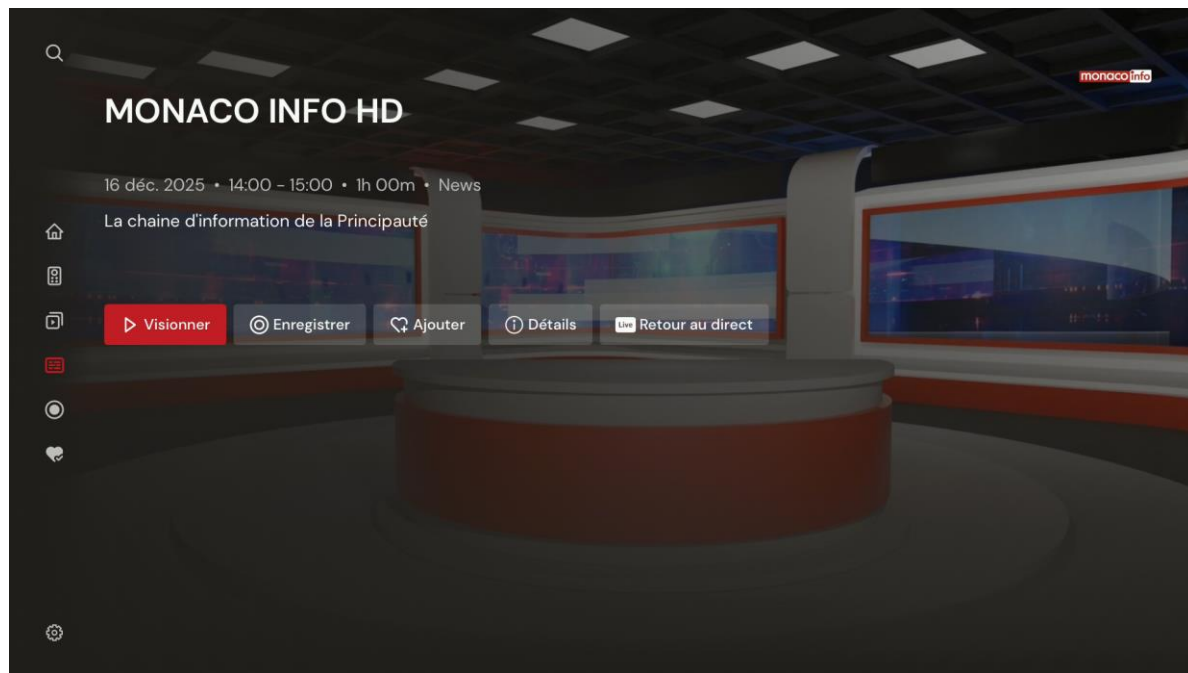 monaco info
MONACO INFO HD
16 déc. 2025 • 14:00 - 15:00 • 1h 00m • News
La chaine d'information de la Principauté
Visionner Enregistrer Ajouter Détails Live Retour au direct